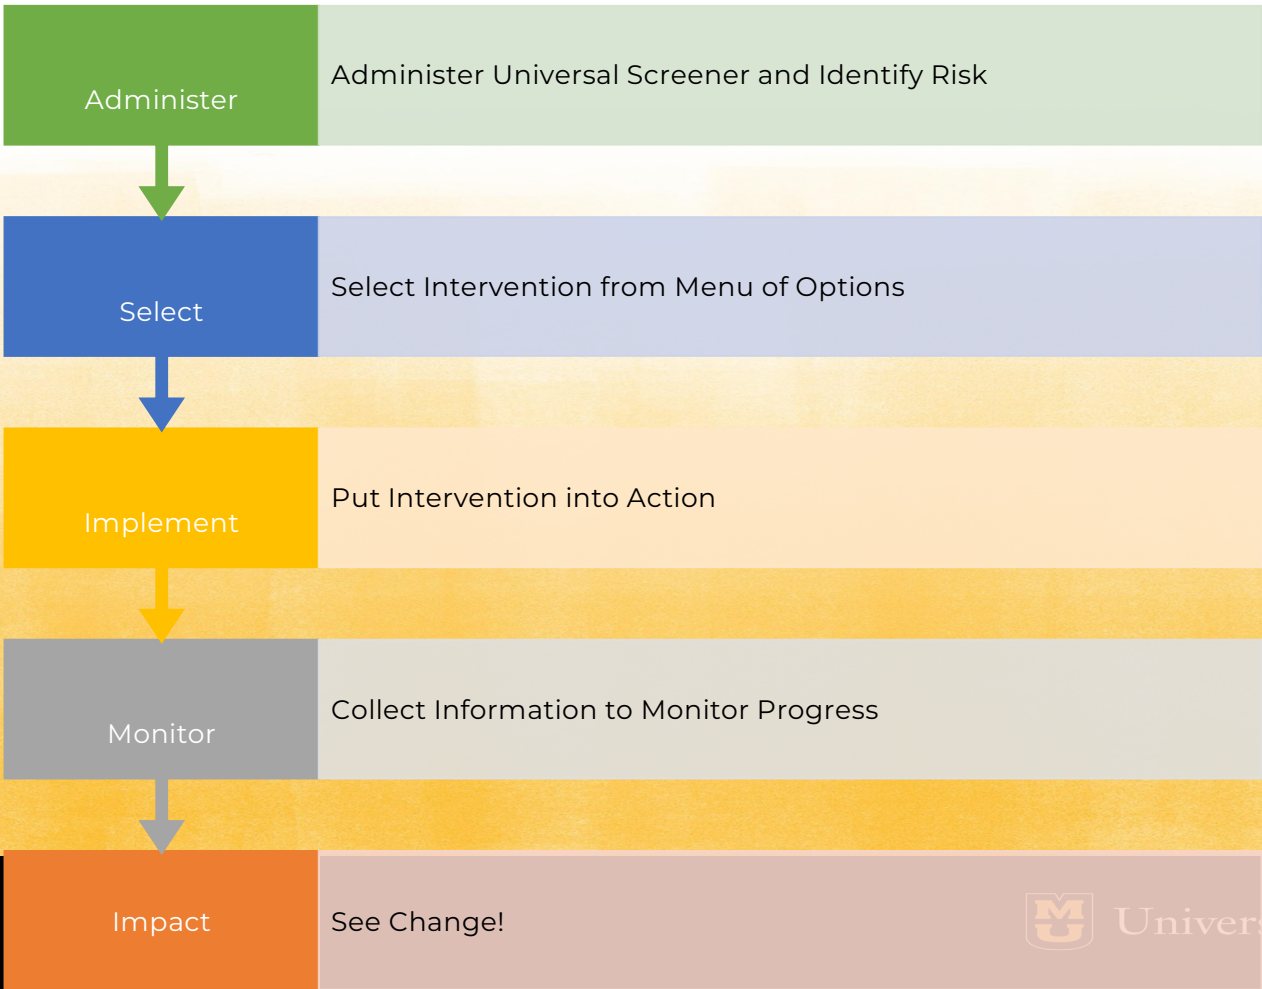 Administer
Administer Universal Screener and Identify Risk
Select
Select Intervention from Menu of Options
Implement
Put Intervention into Action
Monitor
Collect Information to Monitor Progress
Impact
See Change!
MU